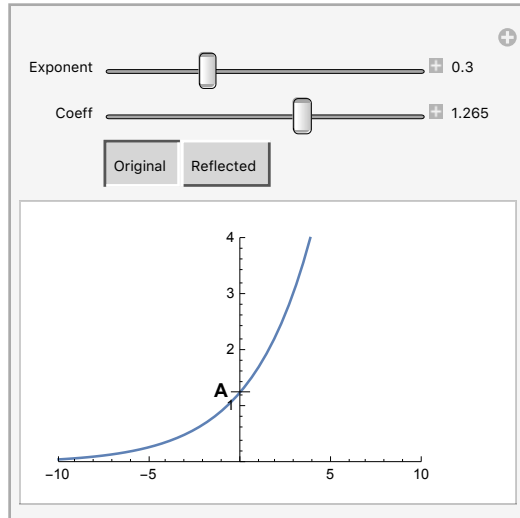 Exponent 0.3
Coeff 1.265
Original Reflected
4
3
2
A
1
−10 −5 5 10